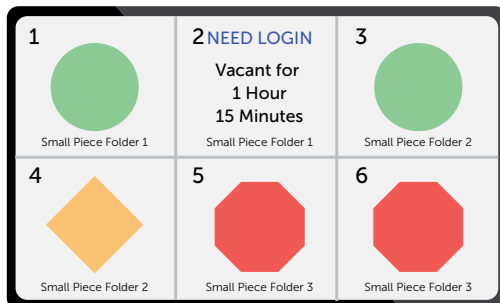 1
Small Piece Folder 1
2 NEED LOGIN
Vacant for
1 Hour
15 Minutes
Small Piece Folder 1
3
Small Piece Folder 2
4
Small Piece Folder 2
5
Small Piece Folder 3
6
Small Piece Folder 3